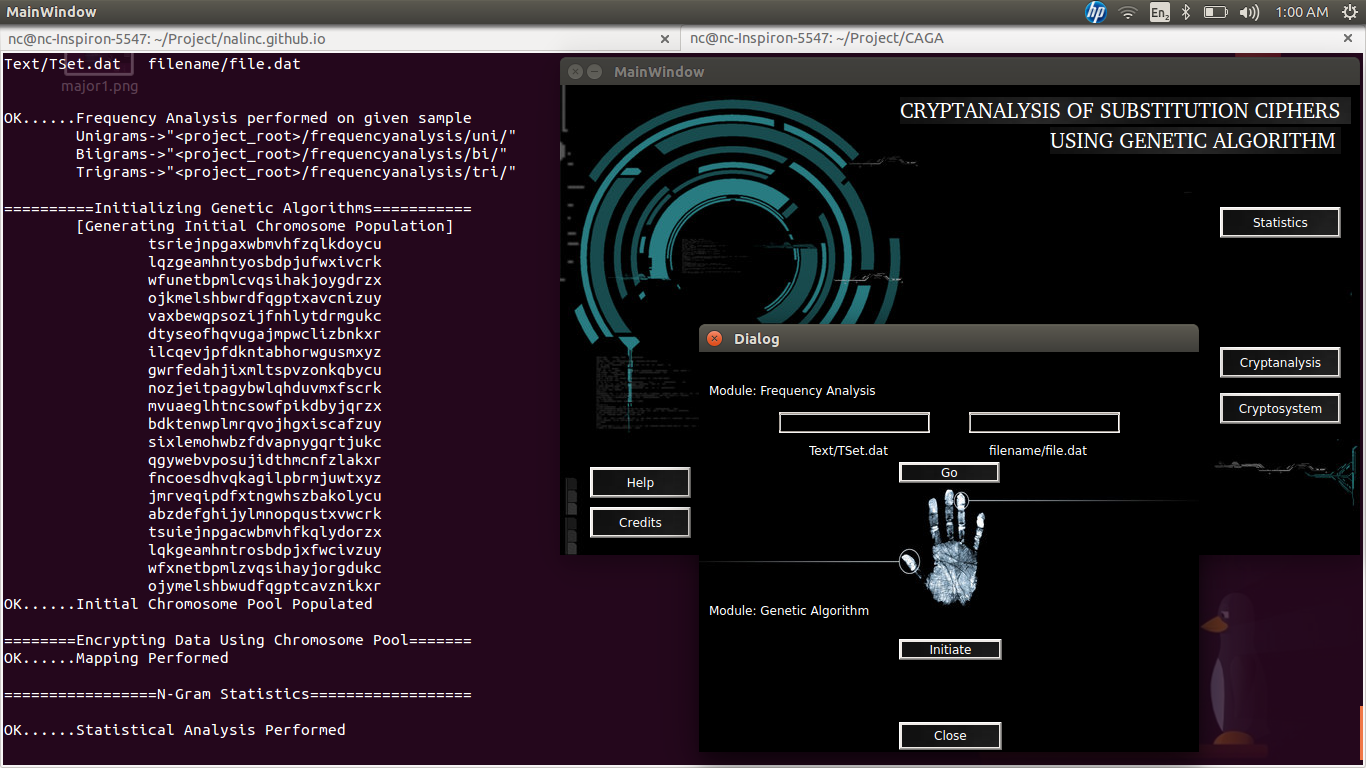 MainWindow
hp
En2
1:00 AM
nc@nc-Inspiron-5547: ~/Project/nalinc.github.io
nc@nc-Inspiron-5547: ~/Project/CAGA
Text/TSet.dat   filename/file.dat
major1.png
OK......Frequency Analysis performed on given sample
Unigrams->"<project_root>/frequencyanalysis/uni/"
Biigrams->"<project_root>/frequencyanalysis/bi/"
Trigrams->"<project_root>/frequencyanalysis/tri/"
==========Initializing Genetic Algorithms===========
[Generating Initial Chromosome Population]
tsriejnpgaxwbmvhfzqlkdoycu
lqzgeamhntyosbdpjufwxivcrk
wfunetbpmlcvqsihakjoygdrzx
ojkmelshbwrdfqgptxavcnizuy
vaxbewqpsozijfnhlytdrmgukc
dtyseofhqvugajmpwclizbnkxr
ilcqevjpfdkntabhorwgusmxyz
gwrfedahjixmltspvzonkqbycu
nozjeitpagybwlqhduvmxfscrk
mvuaeglhtncsowfpikdbyjqrzx
bdktenwplmrqvojhgxiscafzuy
sixlemohwbzfdvapnygqrtjukc
qgywebvposujidthmcnfzlakxr
fncoesdhvqkagilpbrmjuwtxyz
jmrveqipdfxtngwhszbakolycu
abzdefghijylmnopqustxvwcrk
tsuiejnpgacwbmvhfkqlydorzx
lqkgeamhntrosbdpjxfwcivzuy
wfxnetbpmlzvqsihayjorgdukc
ojymelshbwudfqgptcavznikxr
OK......Initial Chromosome Pool Populated
========Encrypting Data Using Chromosome Pool=======
OK......Mapping Performed
=================N-Gram Statistics==================
OK......Statistical Analysis Performed
MainWindow
CRYPTANALYSIS OF SUBSTITUTION CIPHERS
USING GENETIC ALGORITHM
Statistics
Cryptanalysis
Cryptosystem
Help
Credits
Dialog
Module: Frequency Analysis
Text/TSet.dat
filename/file.dat
Go
Module: Genetic Algorithm
Initiate
Close